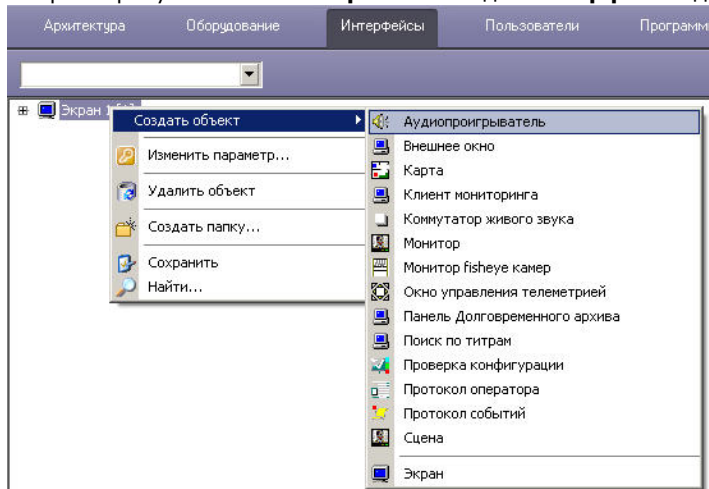 Архитектура Оборудование Интерфейсы Пользователи Программ
Экран 1
Создать объект
Изменить параметр...
Удалить объект
Создать папку...
Сохранить
Найти...
Аудиопроигрыватель
Внешнее окно
Карта
Клиент мониторинга
Коммутатор живого звука
Монитор
Монитор fisheye камер
Окно управления телеметрией
Панель Долговременного архива
Поиск по титрам
Проверка конфигурации
Протокол оператора
Протокол событий
Сцена
Экран